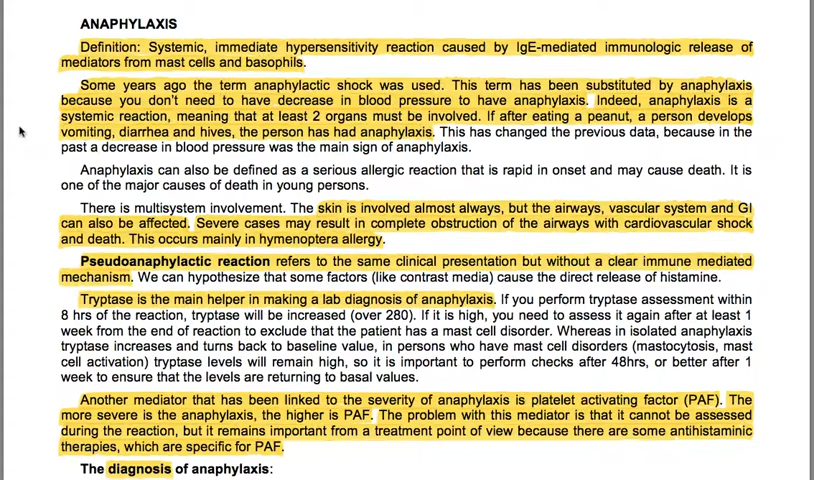 ANAPHYLAXIS
Definition: Systemic, immediate hypersensitivity reaction caused by IgE-mediated immunologic release of
mediators from mast cells and basophils.
Some years ago the term anaphylactic shock was used. This term has been substituted by anaphylaxis
because you don't need to have decrease in blood pressure to have anaphylaxis. Indeed, anaphylaxis is a
systemic reaction, meaning that at least 2 organs must be involved. If after eating a peanut, a person develops
vomiting, diarrhea and hives, the person has had anaphylaxis. This has changed the previous data, because in the
past a decrease in blood pressure was the main sign of anaphylaxis.
Anaphylaxis can also be defined as a serious allergic reaction that is rapid in onset and may cause death. It is
one of the major causes of death in young persons.
There is multisystem involvement. The skin is involved almost always, but the airways, vascular system and GI
can also be affected. Severe cases may result in complete obstruction of the airways with cardiovascular shock
and death. This occurs mainly in hymenoptera allergy.
Pseudoanaphylactic reaction refers to the same clinical presentation but without a clear immune mediated
mechanism. We can hypothesize that some factors (like contrast media) cause the direct release of histamine.
Tryptase is the main helper in making a lab diagnosis of anaphylaxis. If you perform tryptase assessment within
8 hrs of the reaction, tryptase will be increased (over 280). If it is high, you need to assess it again after at least 1
week from the end of reaction to exclude that the patient has a mast cell disorder. Whereas in isolated anaphylaxis
tryptase increases and turns back to baseline value, in persons who have mast cell disorders (mastocytosis, mast
cell activation) tryptase levels will remain high, so it is important to perform checks after 48hrs, or better after 1
week to ensure that the levels are returning to basal values.
Another mediator that has been linked to the severity of anaphylaxis is platelet activating factor (PAF). The
more severe is the anaphylaxis, the higher is PAF. The problem with this mediator is that it cannot be assessed
during the reaction, but it remains important from a treatment point of view because there are some antihistaminic
therapies, which are specific for PAF.
The diagnosis of anaphylaxis: